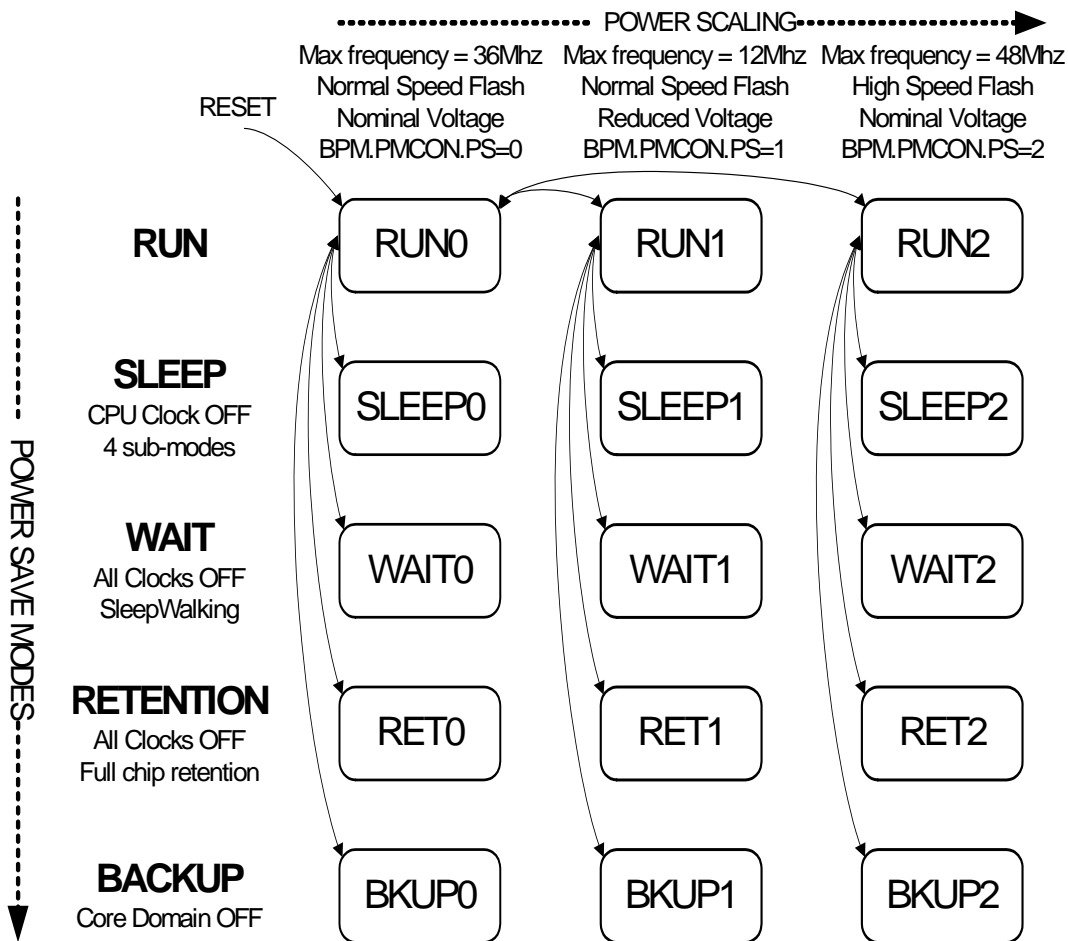 POWER SCALING
Max frequency = 36Mhz
Normal Speed Flash
Nominal Voltage
BPM.PMCON.PS=0
Max frequency = 12Mhz
Normal Speed Flash
Reduced Voltage
BPM.PMCON.PS=1
Max frequency = 48Mhz
High Speed Flash
Nominal Voltage
BPM.PMCON.PS=2
RESET
POWER SAVE MODES
RUN
RUN0
RUN1
RUN2
SLEEP
CPU Clock OFF
4 sub-modes
SLEEP0
SLEEP1
SLEEP2
WAIT
All Clocks OFF
SleepWalking
WAIT0
WAIT1
WAIT2
RETENTION
All Clocks OFF
Full chip retention
RET0
RET1
RET2
BACKUP
Core Domain OFF
BKUP0
BKUP1
BKUP2